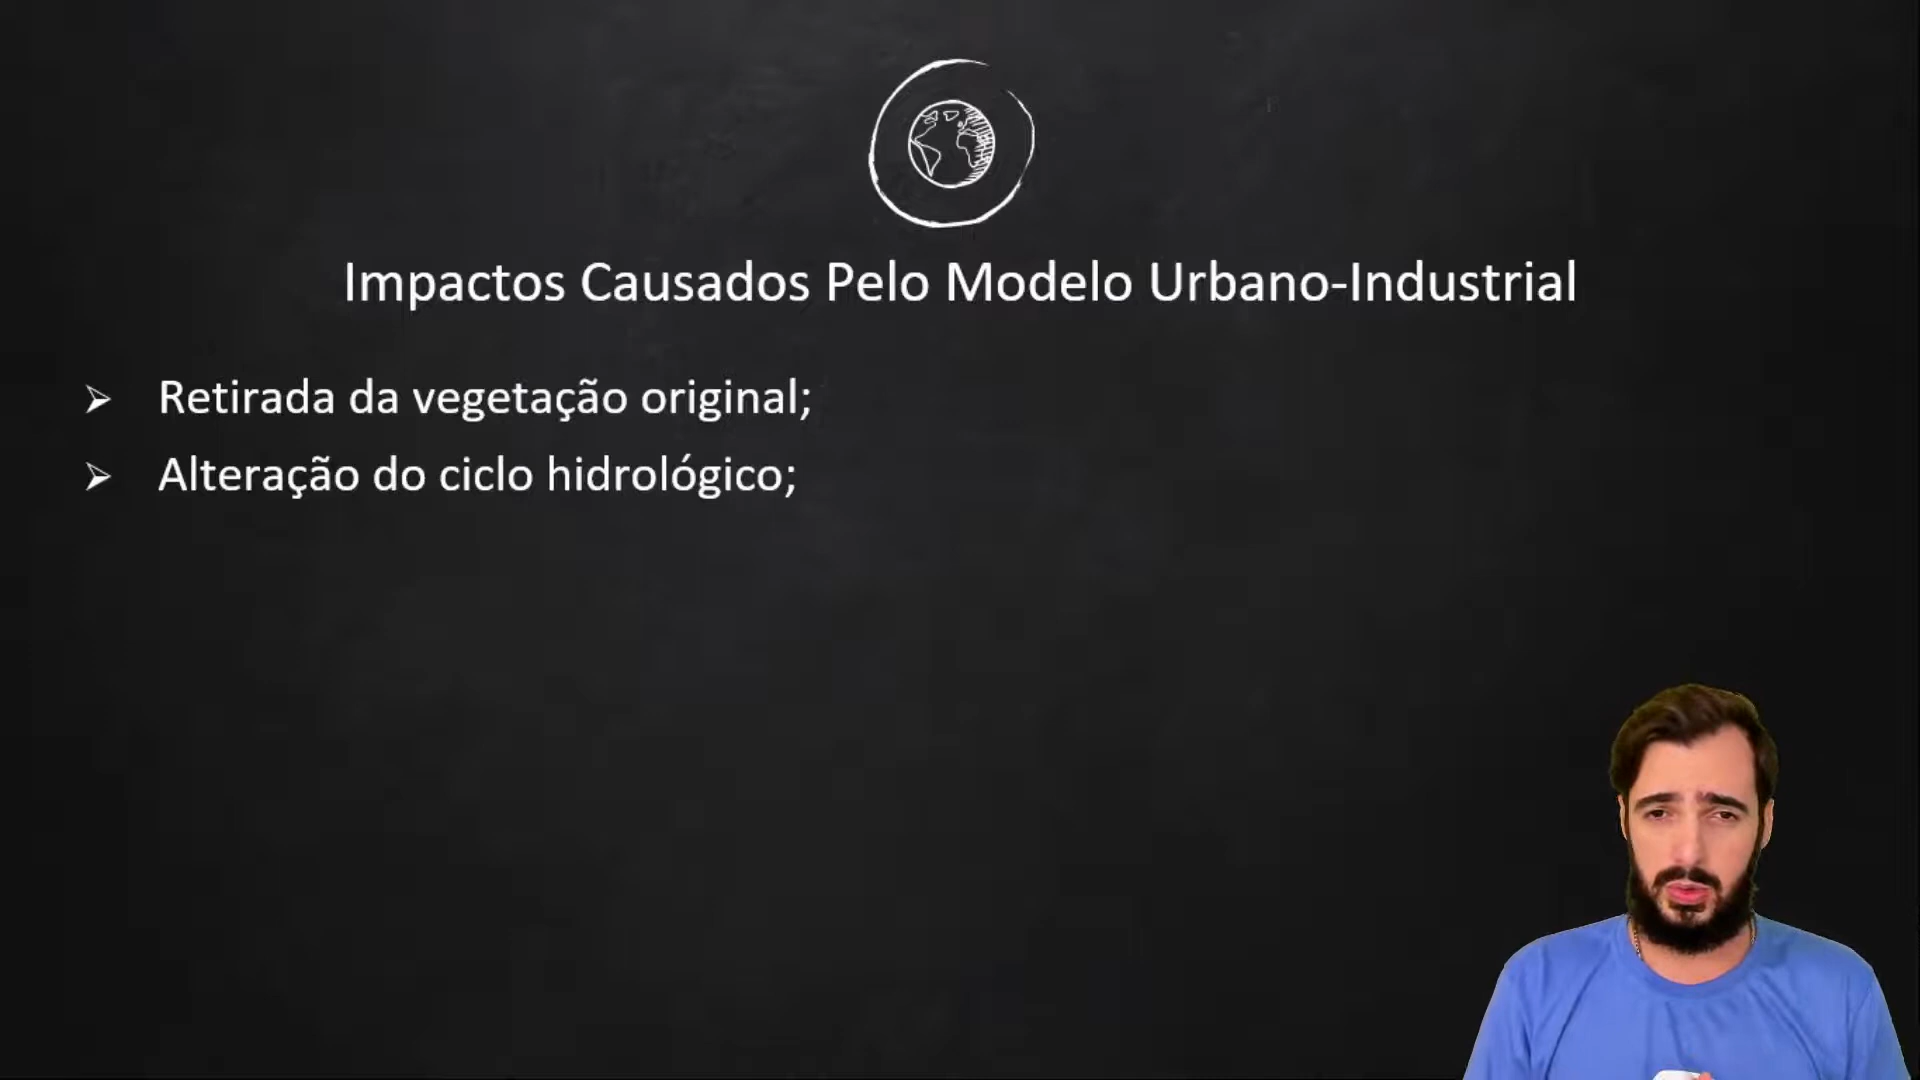 Impactos Causados Pelo Modelo Urbano-Industrial
Retirada da vegetação original;
Alteração do ciclo hidrológico;